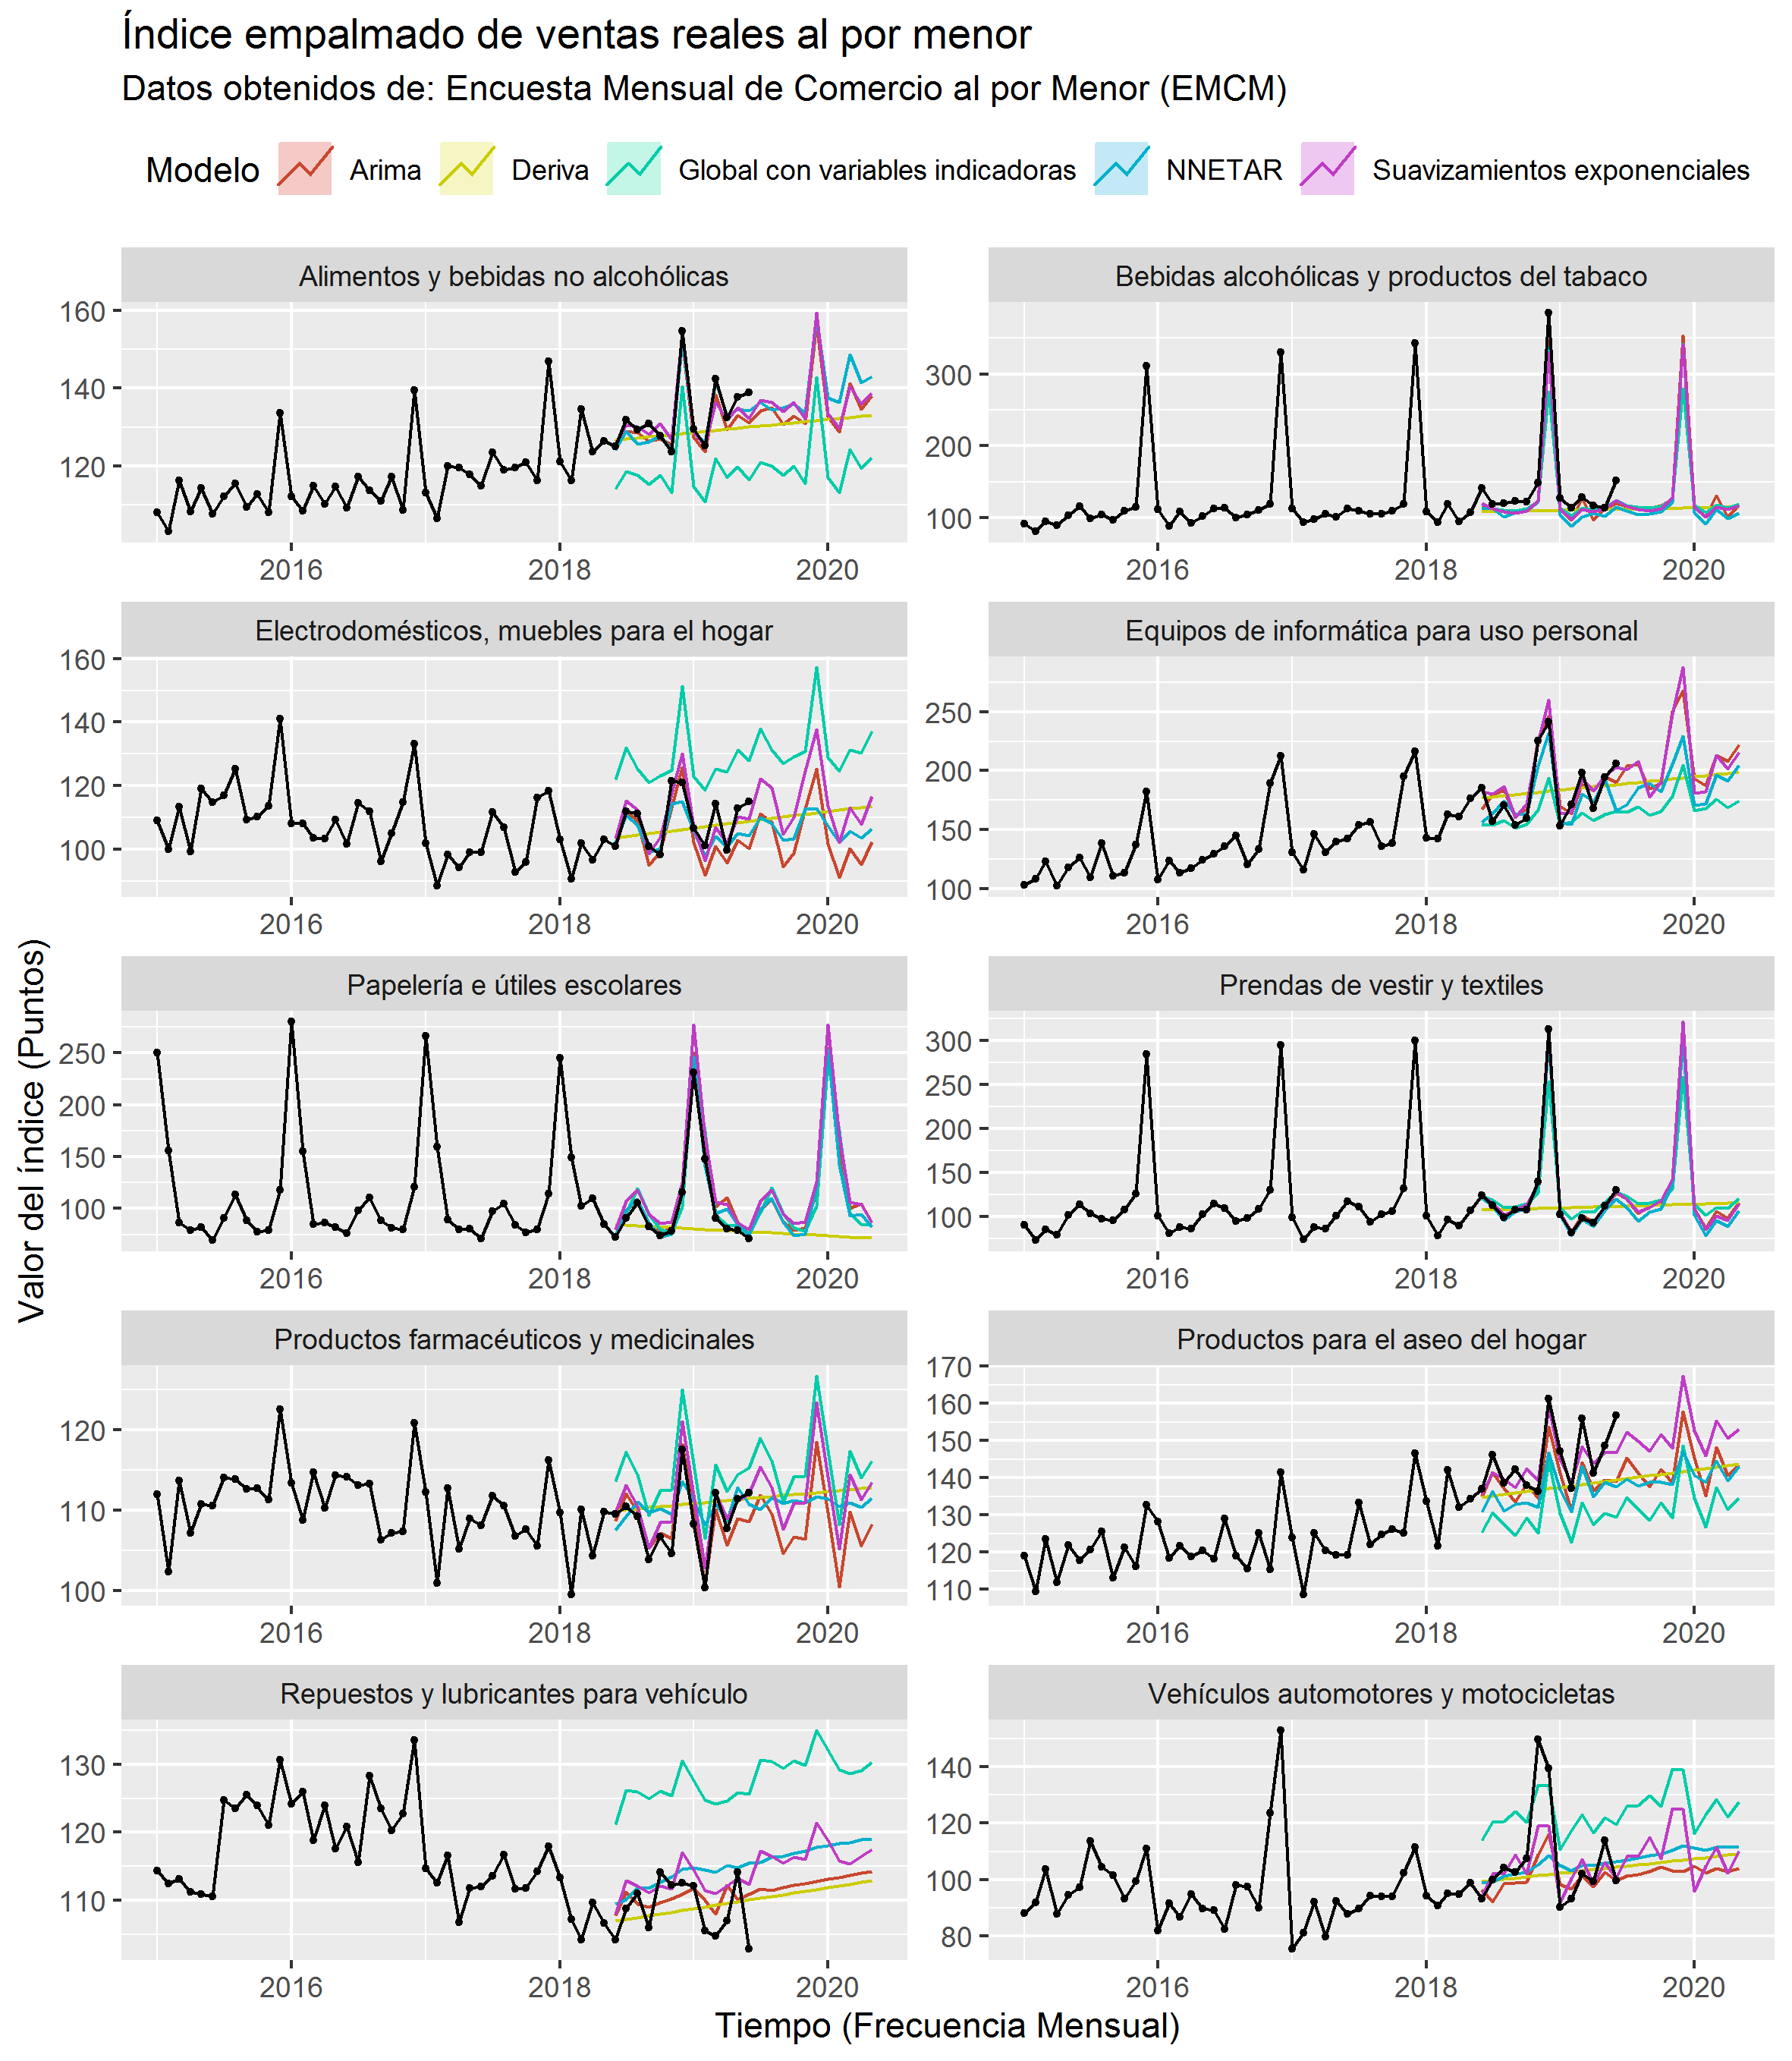 Índice empalmado de ventas reales al por menor
Datos obtenidos de: Encuesta Mensual de Comercio al por Menor (EMCM)
Modelo Arima Deriva Global con variables indicadoras NNETAR Suavizamientos exponenciales
Valor del índice (Puntos)
Alimentos y bebidas no alcohólicas
160
140
120
2016 2018 2020
Bebidas alcohólicas y productos del tabaco
300
200
100
2016 2018 2020
Electrodomésticos, muebles para el hogar
160
140
120
100
2016 2018 2020
Equipos de informática para uso personal
250
200
150
100
2016 2018 2020
Papelería e útiles escolares
250
200
150
100
2016 2018 2020
Prendas de vestir y textiles
300
250
200
150
100
2016 2018 2020
Productos farmacéuticos y medicinales
120
110
100
2016 2018 2020
Productos para el aseo del hogar
170
160
150
140
130
120
110
2016 2018 2020
Repuestos y lubricantes para vehículo
130
120
110
2016 2018 2020
Vehículos automotores y motocicletas
140
120
100
80
2016 2018 2020
Tiempo (Frecuencia Mensual)